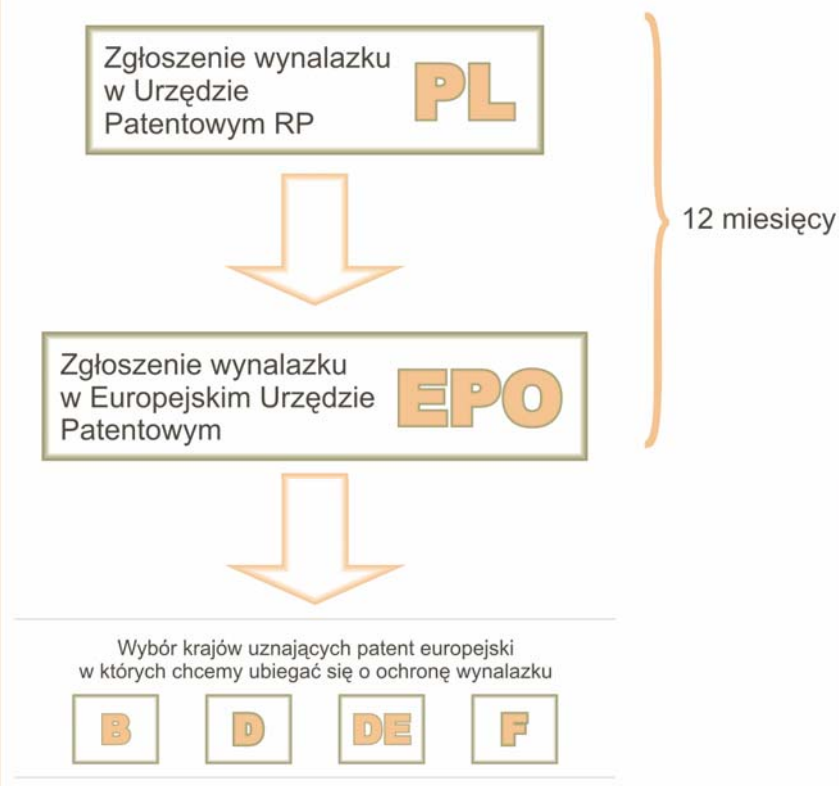 Zgłoszenie wynalazku
w Urzędzie
Patentowym RP
PL
12 miesięcy
Zgłoszenie wynalazku
w Europejskim Urzędzie
Patentowym
EPO
Wybór krajów uznających patent europejski
w których chcemy ubiegać się o ochronę wynalazku
B
D
DE
F